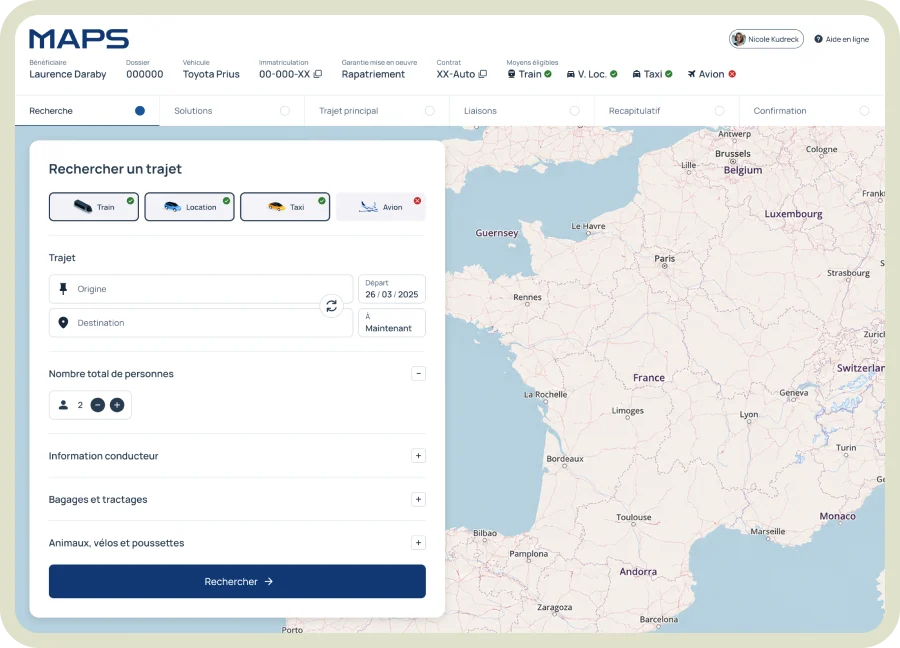 MAPS
Nicole Kudreck
Aide en ligne
Bénéficiaire
Laurence Daraby
Dossier
000000
Véhicule
Toyota Prius
Immatriculation
00-000-XX
Garantie mise en oeuvre
Rapatriement
Contrat
XX-Auto
Moyens éligibles
Train
V. Loc.
Taxi
Avion
Recherche
Solutions
Trajet principal
Liaisons
Recapitulatif
Confirmation
Rechercher un trajet
Train
Location
Taxi
Avion
Trajet
Origine
Départ
26 / 03 / 2025
Destination
À
Maintenant
Nombre total de personnes
2
Information conducteur
Bagages et tractages
Animaux, vélos et poussettes
Rechercher
Antwerp
Brussels
Cologne
Lille
Belgium
Frank
Luxembourg
Guernsey
Le Havre
Paris
Strasbourg
S
Rennes
Zuric
Switzerlan
France
La Rochelle
Geneva
Limoges
Lyon
Turin
Bordeaux
Ge
Toulouse
Monaco
Marseille
Bilbao
Pamplona
Andorra
Zaragoza
Barcelona
Porto